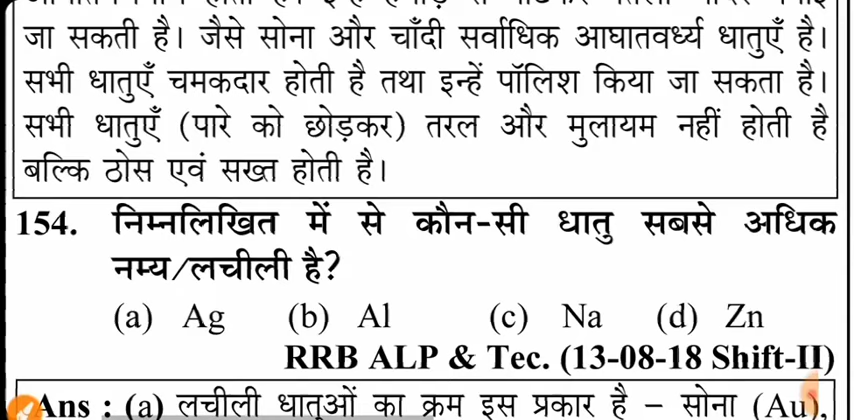 जा सकती है। जैसे सोना और चाँदी सर्वाधिक आघातवर्ध्य धातुएँ है।
सभी धातुएँ चमकदार होती है तथा इन्हें पॉलिश किया जा सकता है।
सभी धातुएँ (पारे को छोड़कर) तरल और मुलायम नहीं होती है
बल्कि ठोस एवं सख्त होती है।
154. निम्नलिखित में से कौन-सी धातु सबसे अधिक
नम्य/लचीली है?
(a) Ag (b) Al (c) Na (d) Zn
RRB ALP & Tec. (13-08-18 Shift-II)
Ans : (a) लचीली धातुओं का क्रम इस प्रकार है – सोना (Au),